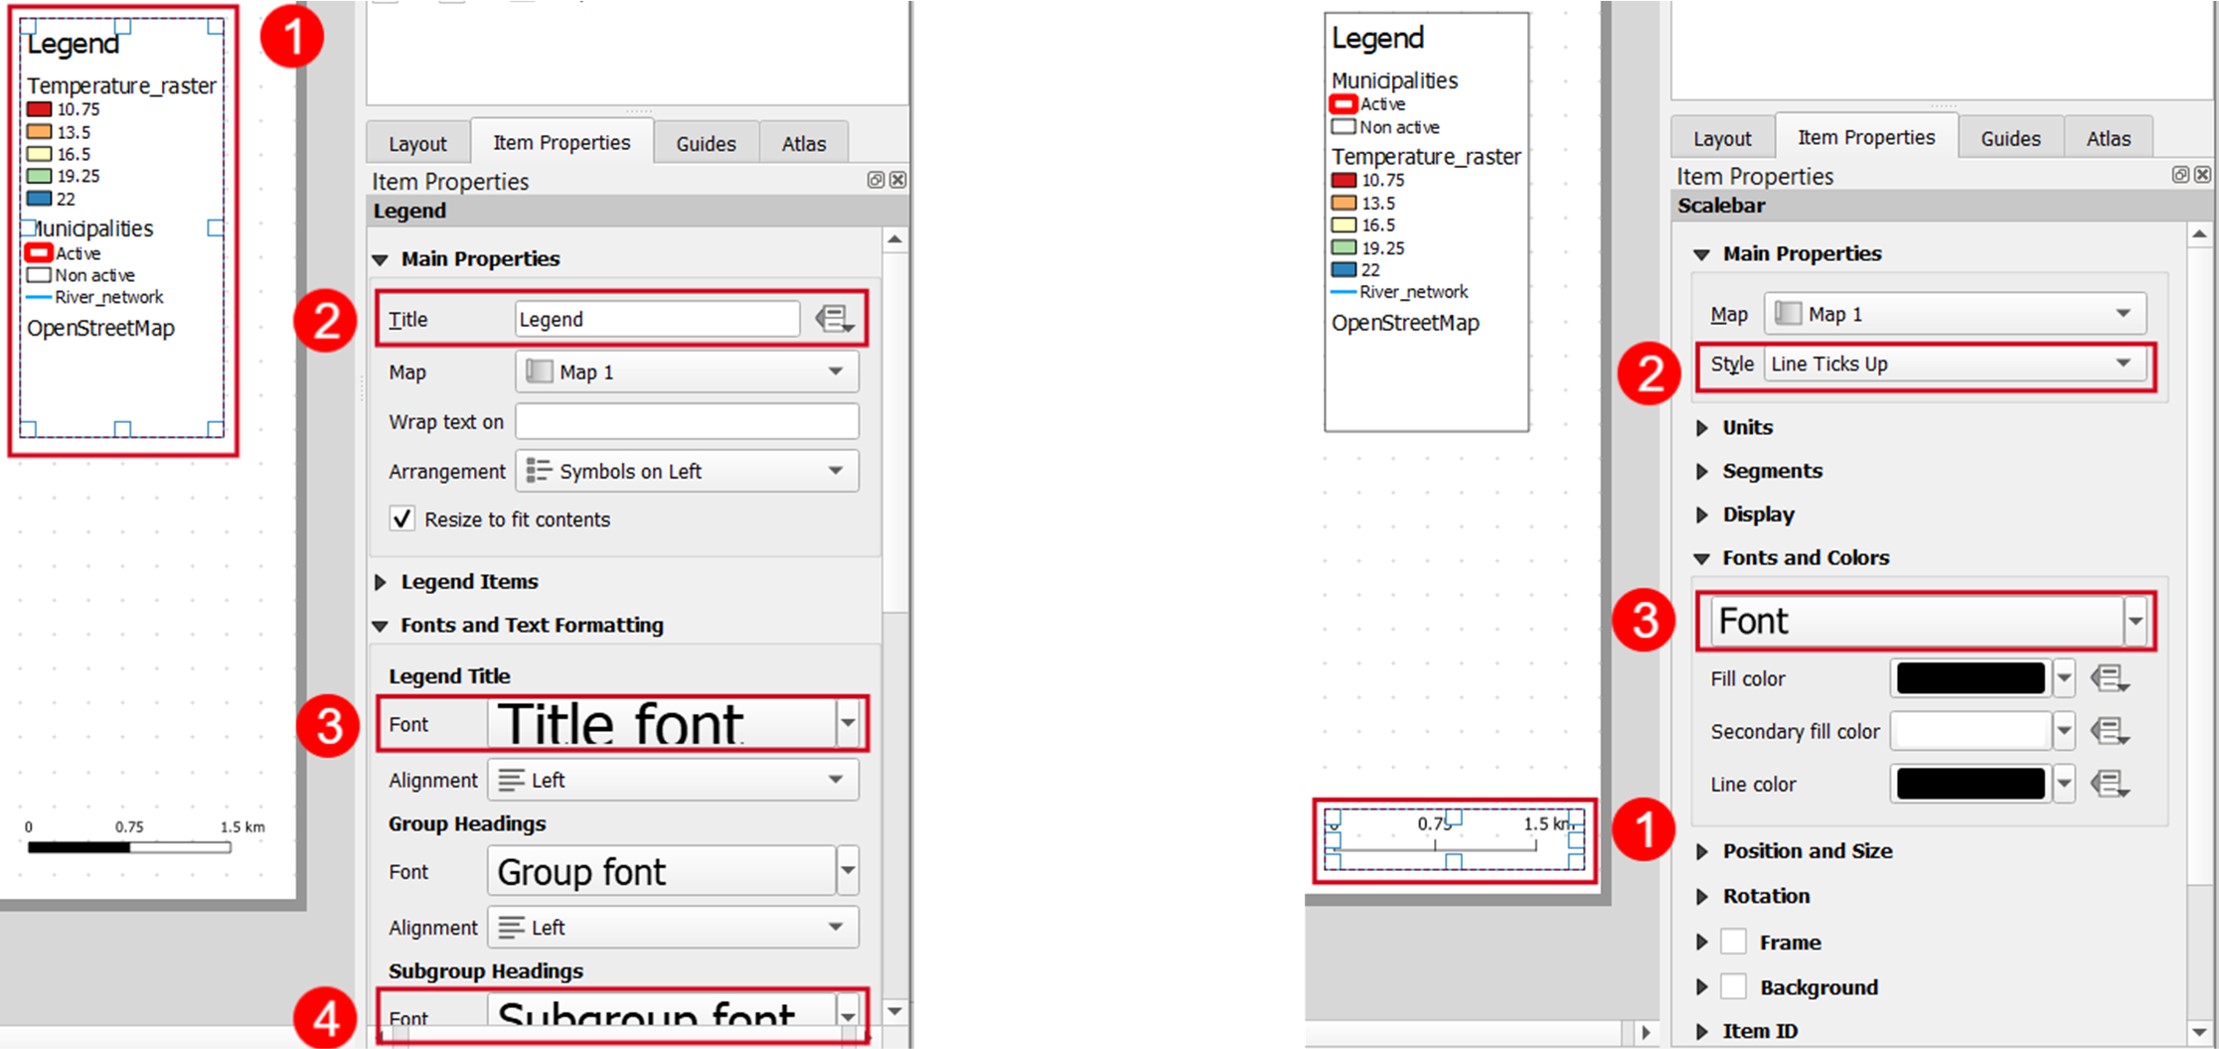 1
Legend
Temperature_raster
10.75
13.5
16.5
19.25
22
Municipalities
Active
Non active
River_network
OpenStreetMap
0 0.75 1.5 km
Layout Item Properties Guides Atlas
Item Properties
Legend
Main Properties
2
Title Legend
Map Map 1
Wrap text on
Arrangement Symbols on Left
Resize to fit contents
Legend Items
Fonts and Text Formatting
Legend Title
3
Font Title font
Alignment Left
Group Headings
Font Group font
Alignment Left
Subgroup Headings
4
Font Subgroup font
Legend
Municipalities
Active
Non active
Temperature_raster
10.75
13.5
16.5
19.25
22
River_network
OpenStreetMap
0 0.75 1.5 km
1
Layout Item Properties Guides Atlas
Item Properties
Scalebar
Main Properties
Map Map 1
2
Style Line Ticks Up
Units
Segments
Display
Fonts and Colors
3
Font
Fill color
Secondary fill color
Line color
Position and Size
Rotation
Frame
Background
Item ID